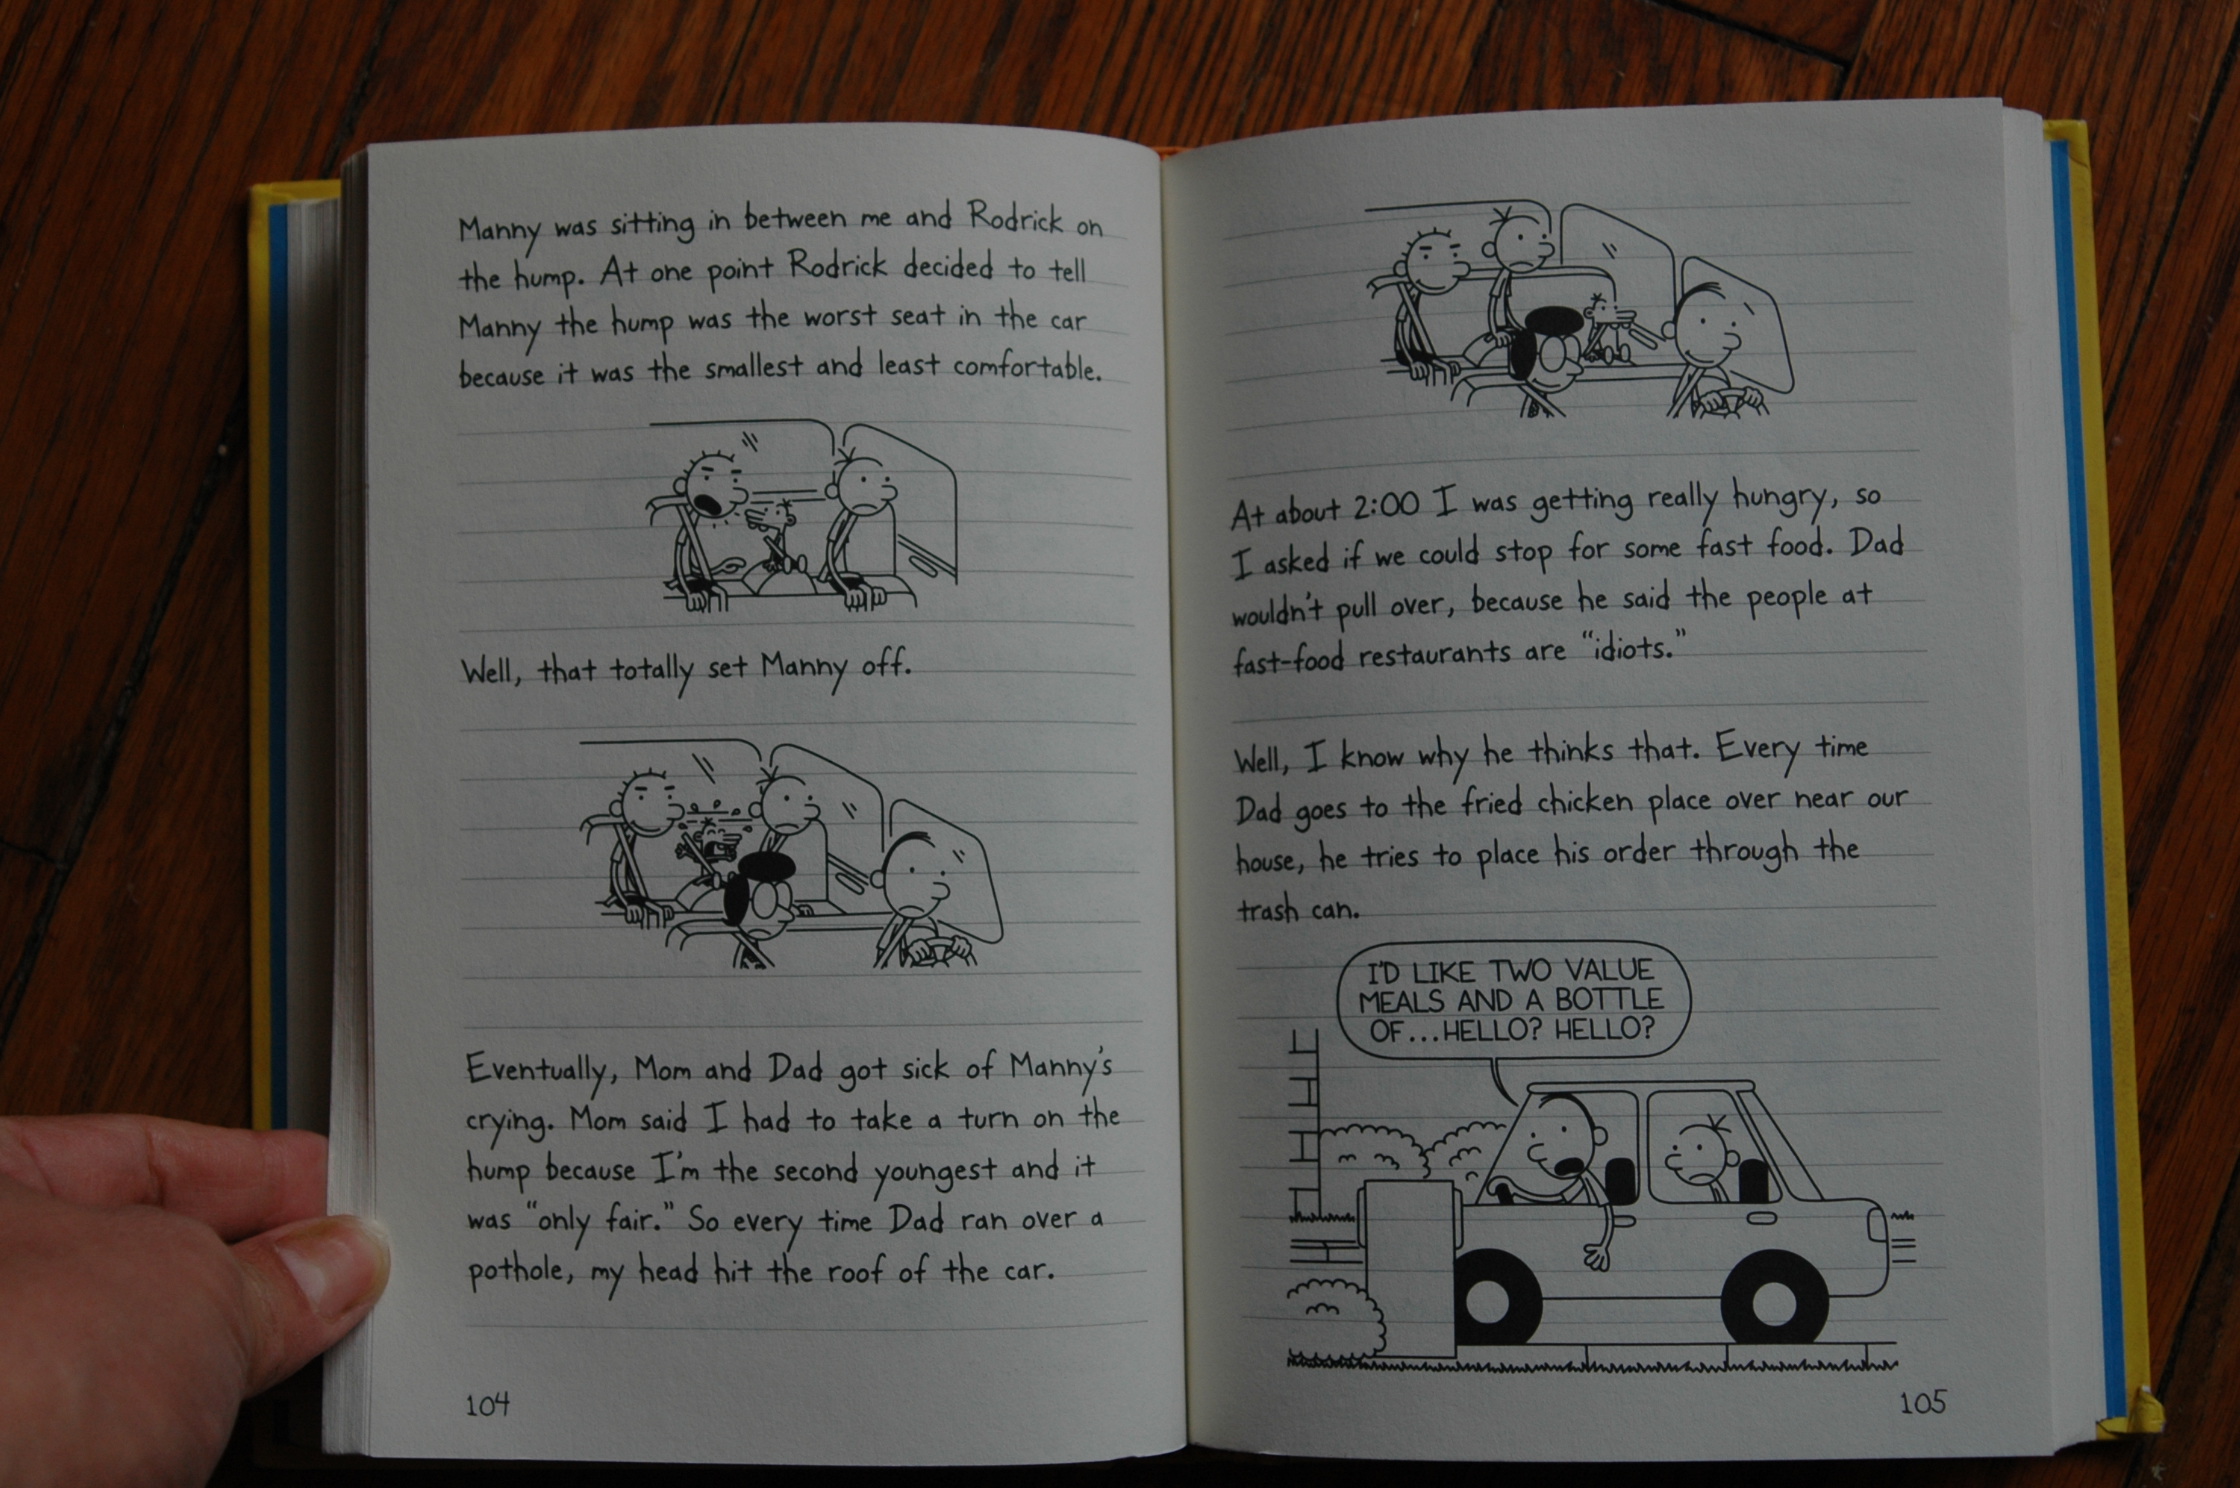 Manny was sitting in between me and Rodrick on
the hump. At one point Rodrick decided to tell
Manny the hump was the worst seat in the car
because it was the smallest and least comfortable.
Well, that totally set Manny off.
Eventually, Mom and Dad got sick of Manny's
crying. Mom said I had to take a turn on the
hump because I'm the second youngest and it
was "only fair." So every time Dad ran over a
pothole, my head hit the roof of the car.
104
At about 2:00 I was getting really hungry, so
I asked if we could stop for some fast food. Dad
wouldn't pull over, because he said the people at
fast-food restaurants are "idiots."
Well, I know why he thinks that. Every time
Dad goes to the fried chicken place over near our
house, he tries to place his order through the
trash can.
I'D LIKE TWO VALUE
MEALS AND A BOTTLE
OF...HELLO? HELLO?
105